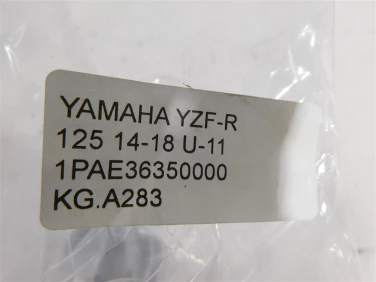 YAMAHA YZF-R
125 14-18 U-11
1PAE36350000
KG.A283